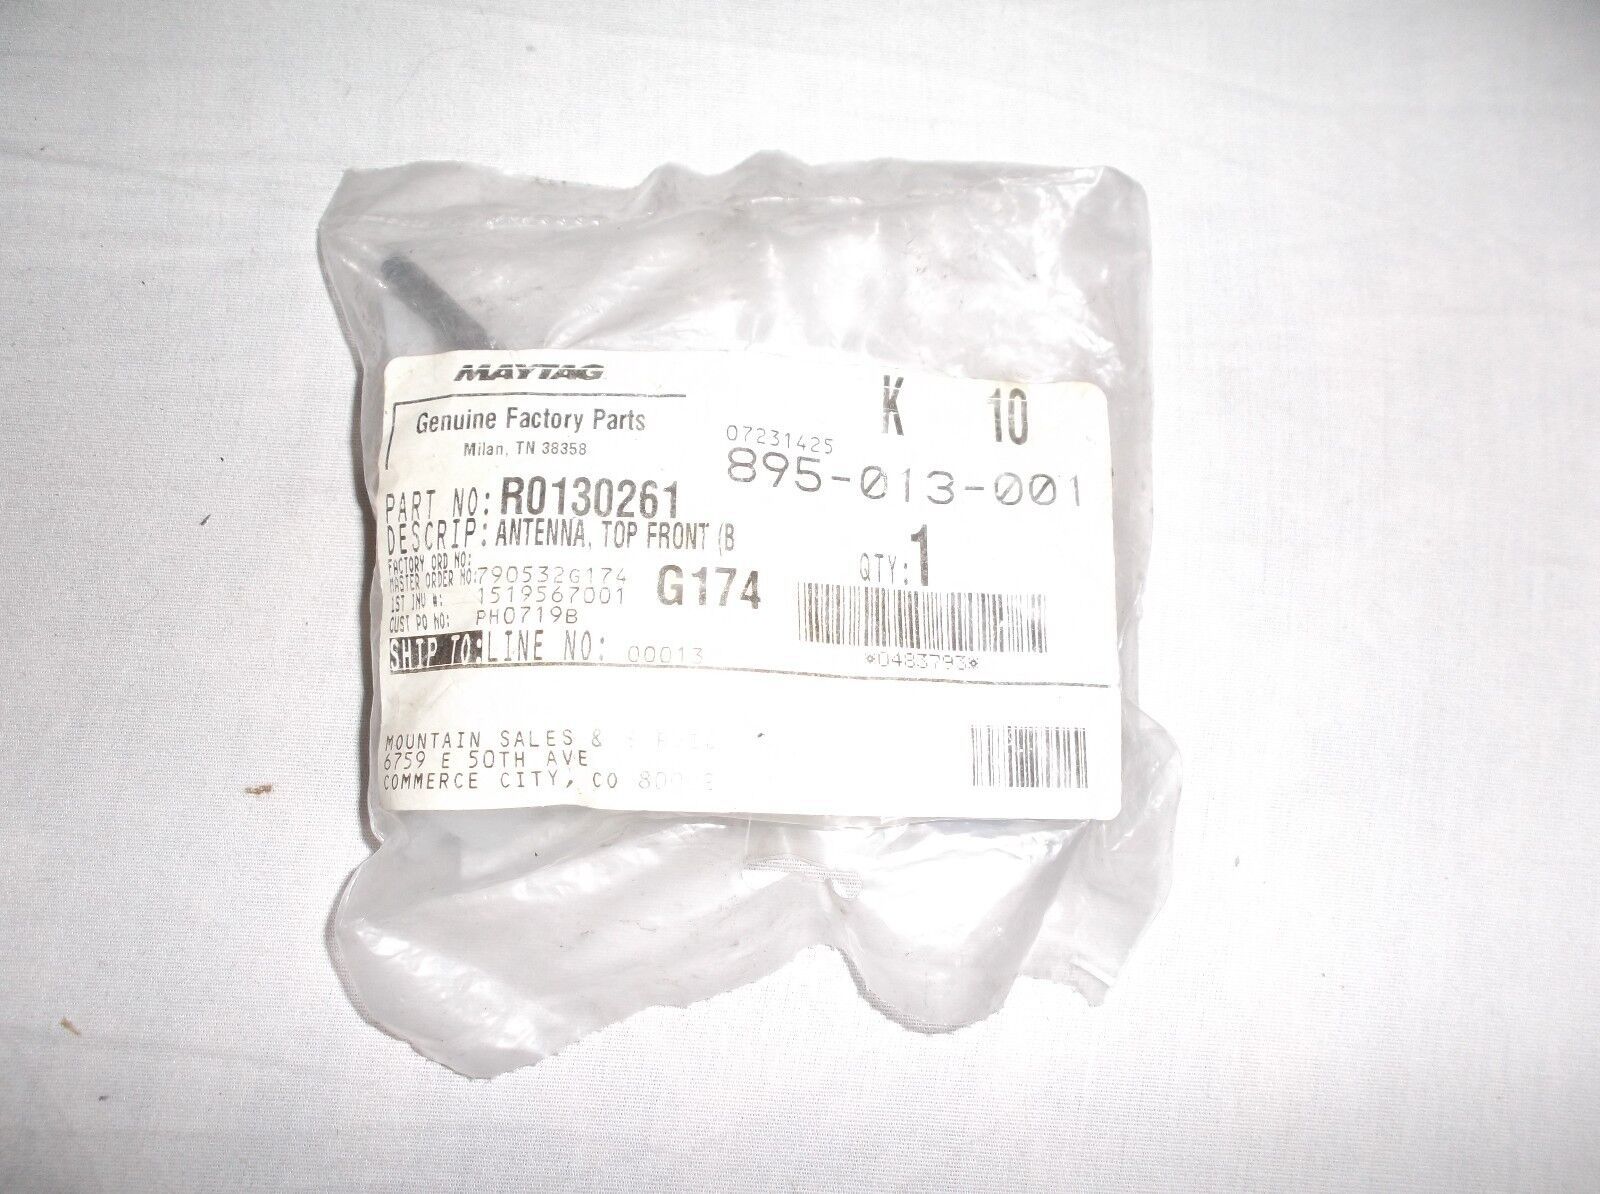 MAYTAG
Genuine Factory Parts
Milan, TN 38358
K 10
07231425
895-013-001
PART NO: R0130261
DESCRIP: ANTENNA, TOP FRONT (B
QTY: 1
FACTORY ORD NO:
MASTER ORDER NO: 790532G174
G174
1ST INV #: 1519567001
CUST PO NO: PH0719B
*0483793*
SHIP TO: LINE NO: 00013
MOUNTAIN SALES &
6759 E 50TH AVE
COMMERCE CITY, CO